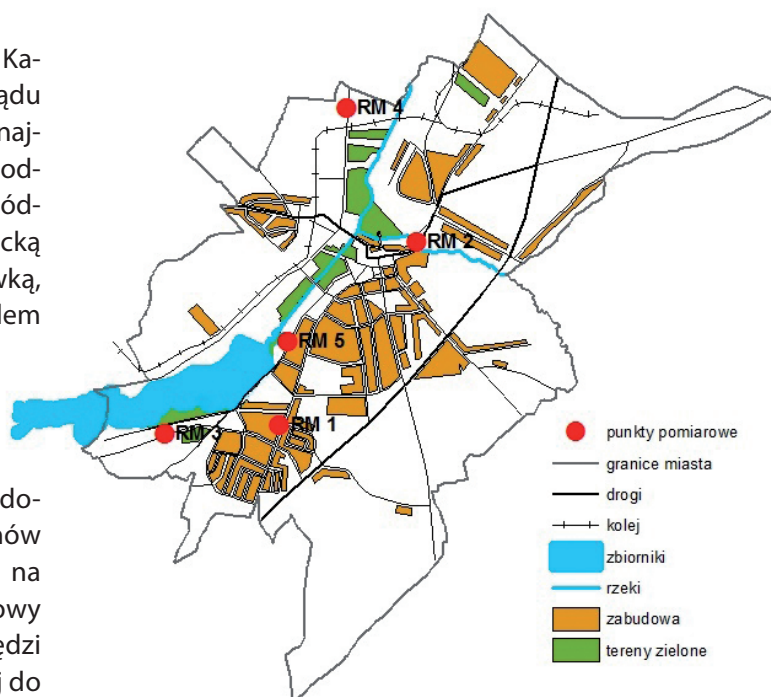 Ka-
ądu
naj-
od-
ód-
cką
wką,
lem
do-
nów
na
owy
ędzi
j do
RM 4
RM 2
RM 5
RM 1
RM 3
punkty pomiarowe
granice miasta
drogi
kolej
zbiorniki
rzeki
zabudowa
tereny zielone